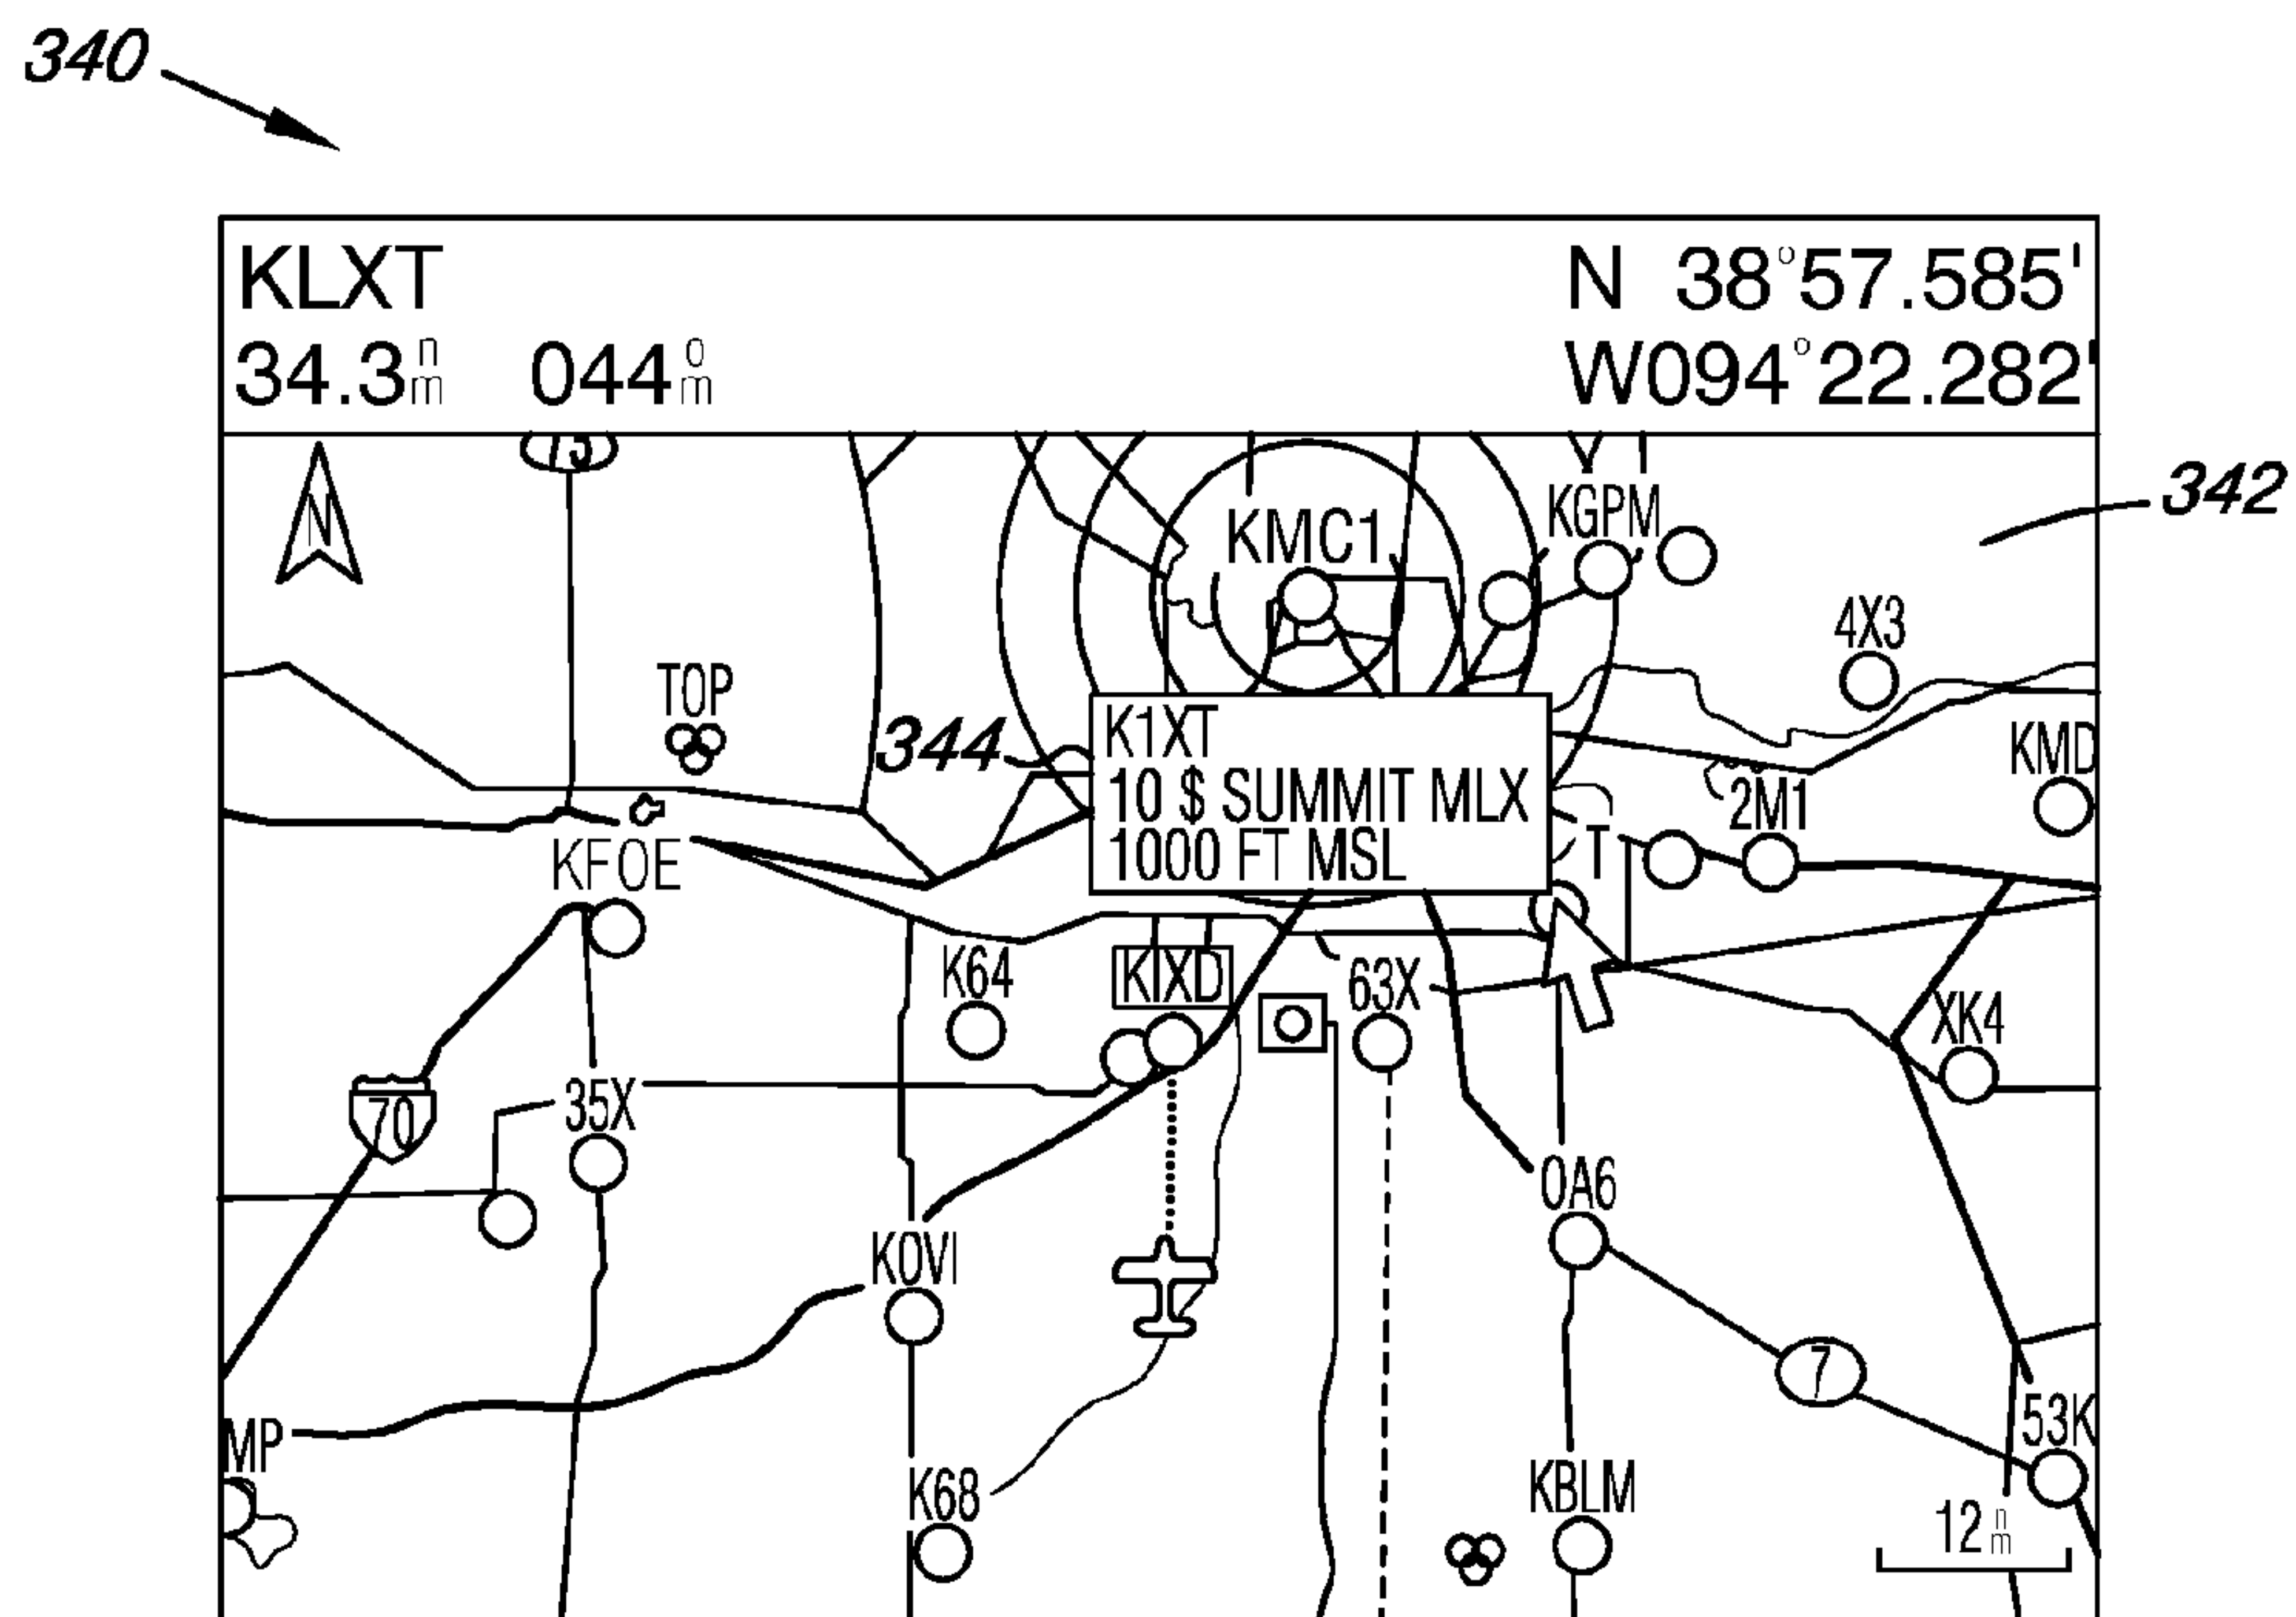 340
KLXT
N 38°57.585'
34.3nm 044°m
W094°22.282'
N
KGPM
342
KMC1
4X3
TOP
344
K1XT
10 $ SUMMIT MLX
1000 FT MSL
KMD
2M1
T
KFOE
K64
KIXD
63X
XK4
70
35X
0A6
KOVI
7
53K
MP
K68
KBLM
12nm